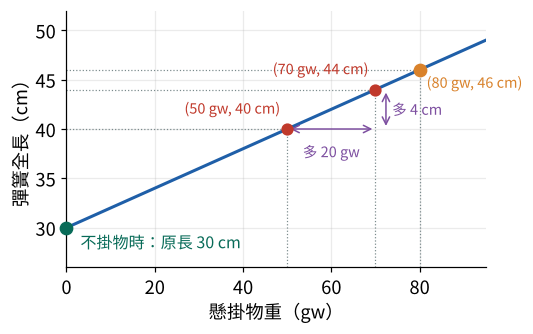 50
45
40
35
30
彈簧全長（cm）
(70 gw, 44 cm)
(80 gw, 46 cm)
(50 gw, 40 cm)
多 4 cm
多 20 gw
不掛物時：原長 30 cm
0
20
40
60
80
懸掛物重（gw）